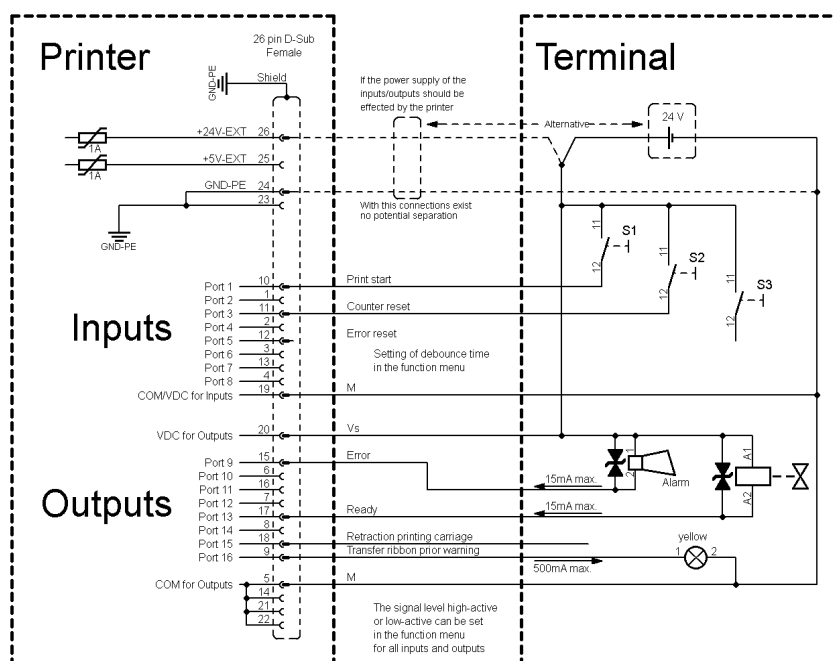 Printer
26 pin D-Sub
Female
Terminal
GND-PE
Shield
If the power supply of the
inputs/outputs should be
effected by the printer
24 V
Alternative
+24V-EXT 26
1A
+5V-EXT 25
1A
GND-PE 24
23
With this connections exist
no potential separation
GND-PE
11
S1
12
11
S2
12
11
S3
12
Port 1 10 Print start
Port 2 1
Port 3 11 Counter reset
Port 4 2
Port 5 12 Error reset
Port 6 3
Port 7 13
Port 8 4
Inputs
Setting of debounce time
in the function menu
COM/VDC for Inputs 19 M
VDC for Outputs 20 Vs
Port 9 15 Error
Port 10 6
Port 11 16
Port 12 7
Port 13 17 Ready
Port 14 8
Port 15 18 Retraction printing carriage
Port 16 9 Transfer ribbon prior warning
Outputs
1
2
Alarm
A1
A2
15mA max.
15mA max.
yellow
1 2
500mA max.
COM for Outputs 5 M
14
21
22
The signal level high-active
or low-active can be set
in the function menu
for all inputs and outputs